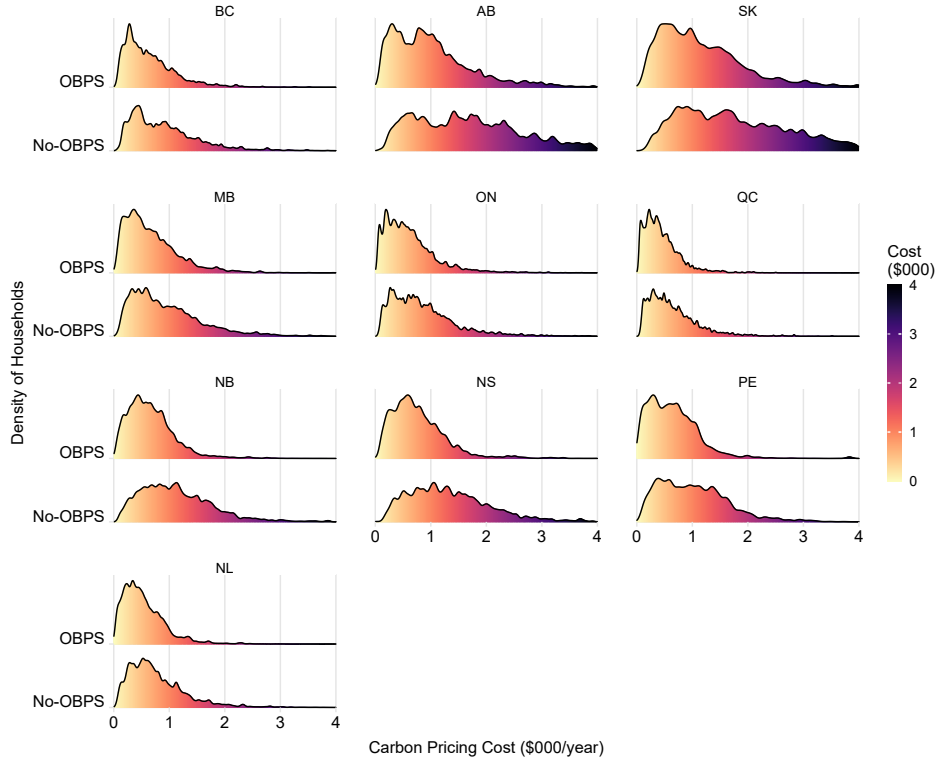 BC AB SK
OBPS
No-OBPS
MB ON QC
OBPS
No-OBPS
Cost
($000)
4
3
2
1
0
Density of Households
NB NS PE
OBPS
No-OBPS
0 1 2 3 4 0 1 2 3 4
NL
OBPS
No-OBPS
0 1 2 3 4
Carbon Pricing Cost ($000/year)